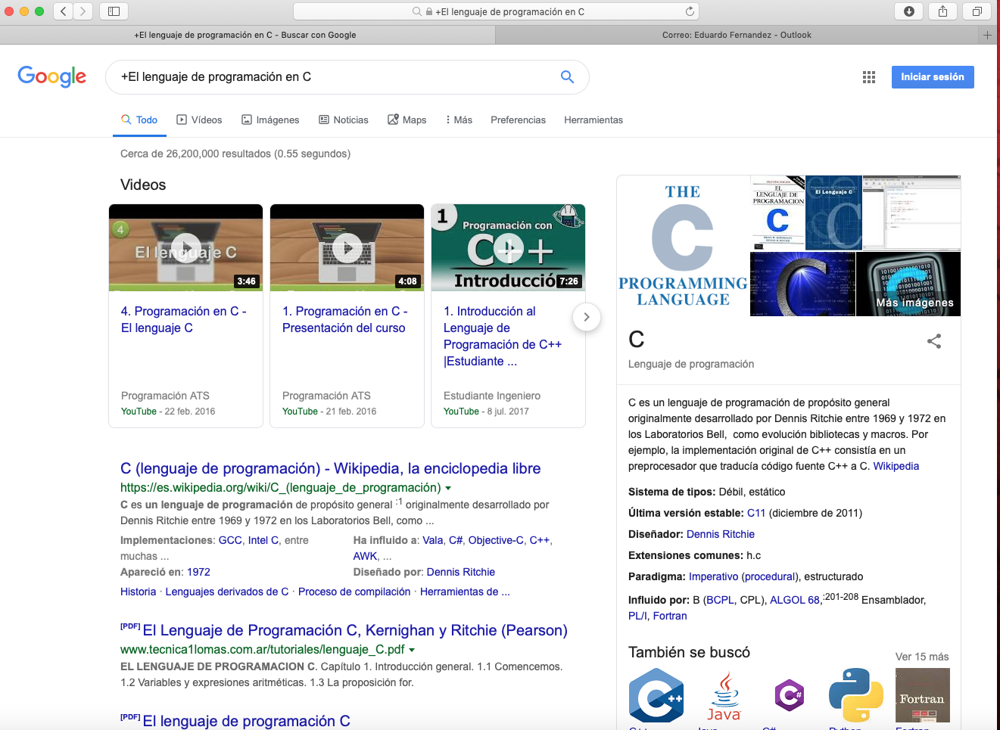 +El lenguaje de programación en C
+El lenguaje de programación en C - Buscar con Google
Correo: Eduardo Fernandez - Outlook
Google
+El lenguaje de programación en C
Iniciar sesión
Todo
Vídeos
Imágenes
Noticias
Maps
Más
Preferencias
Herramientas
Cerca de 26,200,000 resultados (0.55 segundos)
Videos
4
El lenguaje C
3:46
4. Programación en C -
El lenguaje C
Programación ATS
YouTube - 22 feb. 2016
4:08
1. Programación en C -
Presentación del curso
Programación ATS
YouTube - 21 feb. 2016
1
Programación con
C++
Introducció
7:26
1. Introducción al
Lenguaje de
Programación de C++
|Estudiante ...
Estudiante Ingeniero
YouTube - 8 jul. 2017
C (lenguaje de programación) - Wikipedia, la enciclopedia libre
https://es.wikipedia.org/wiki/C_(lenguaje_de_programación)
C es un lenguaje de programación de propósito general :1 originalmente desarrollado por
Dennis Ritchie entre 1969 y 1972 en los Laboratorios Bell, como ...
Implementaciones: GCC, Intel C, entre
muchas ...
Ha influido a: Vala, C#, Objective-C, C++,
AWK, ...
Apareció en: 1972
Diseñado por: Dennis Ritchie
Historia · Lenguajes derivados de C · Proceso de compilación · Herramientas de ...
[PDF] El Lenguaje de Programación C, Kernighan y Ritchie (Pearson)
www.tecnica1lomas.com.ar/tutoriales/lenguaje_C.pdf
EL LENGUAJE DE PROGRAMACION C. Capítulo 1. Introducción general. 1.1 Comencemos.
1.2 Variables y expresiones aritméticas. 1.3 La proposición for.
[PDF] El lenguaje de programación C
THE
C
PROGRAMMING
LANGUAGE
EL
LENGUAJE DE
PROGRAMACION
C
El Lenguaje C
C
Más imágenes
C
Lenguaje de programación
C es un lenguaje de programación de propósito general
originalmente desarrollado por Dennis Ritchie entre 1969 y 1972 en
los Laboratorios Bell, como evolución bibliotecas y macros. Por
ejemplo, la implementación original de C++ consistía en un
preprocesador que traducía código fuente C++ a C. Wikipedia
Sistema de tipos: Débil, estático
Última versión estable: C11 (diciembre de 2011)
Diseñador: Dennis Ritchie
Extensiones comunes: h.c
Paradigma: Imperativo (procedural), estructurado
Influido por: B (BCPL, CPL), ALGOL 68,:201-208 Ensamblador,
PL/I, Fortran
También se buscó
Ver 15 más
C++
Java
C#
Fortran
C++
Java
C#
Python
Fortran